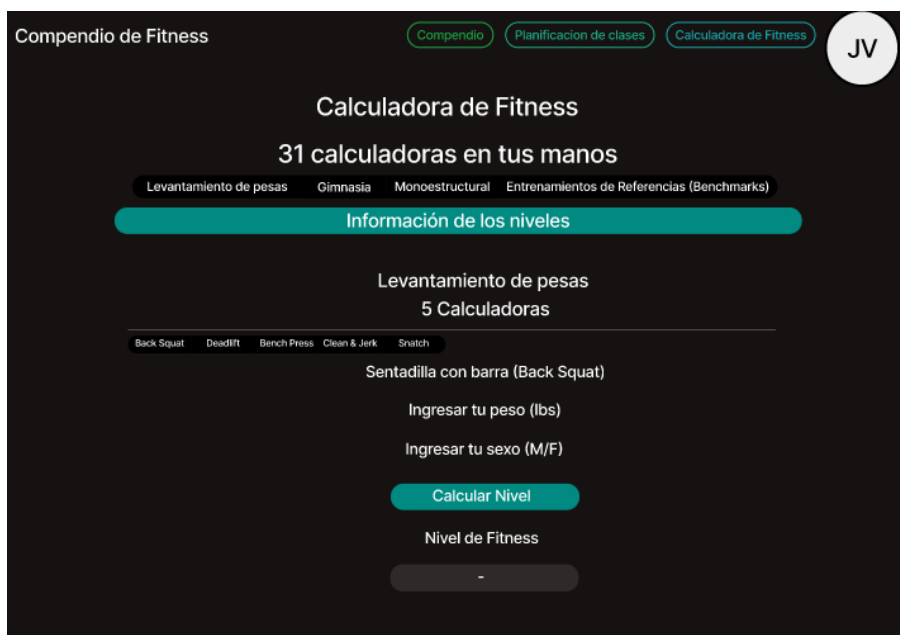 Compendio de Fitness
Compendio Planificacion de clases Calculadora de Fitness
JV
Calculadora de Fitness
31 calculadoras en tus manos
Levantamiento de pesas Gimnasia Monoestructural Entrenamientos de Referencias (Benchmarks)
Información de los niveles
Levantamiento de pesas
5 Calculadoras
Back Squat Deadlift Bench Press Clean & Jerk Snatch
Sentadilla con barra (Back Squat)
Ingresar tu peso (lbs)
Ingresar tu sexo (M/F)
Calcular Nivel
Nivel de Fitness
-